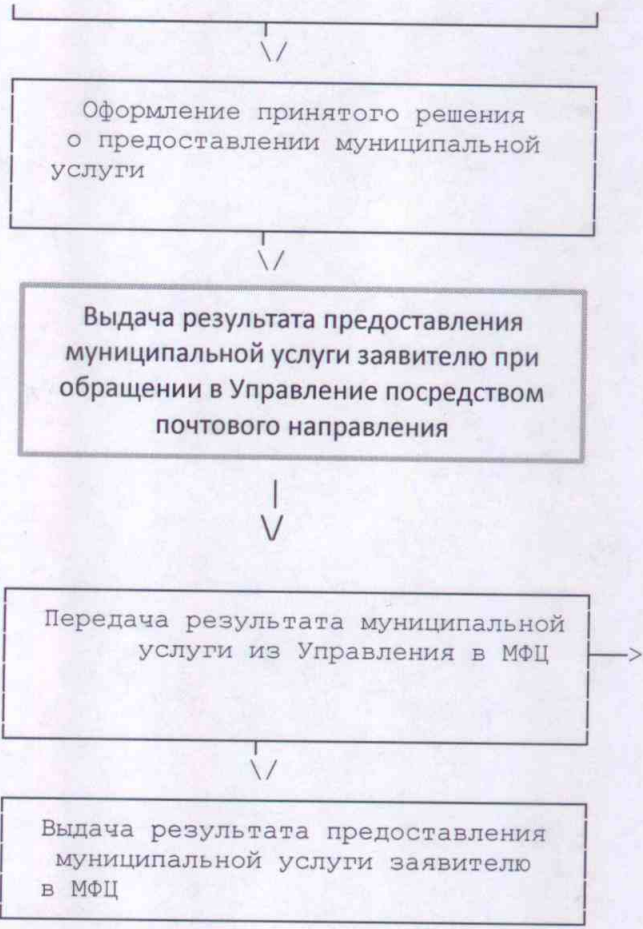 Оформление принятого решения
о предоставлении муниципальной
услуги
Выдача результата предоставления
муниципальной услуги заявителю при
обращении в Управление посредством
почтового направления
Передача результата муниципальной
услуги из Управления в МФЦ
Выдача результата предоставления
муниципальной услуги заявителю
в МФЦ